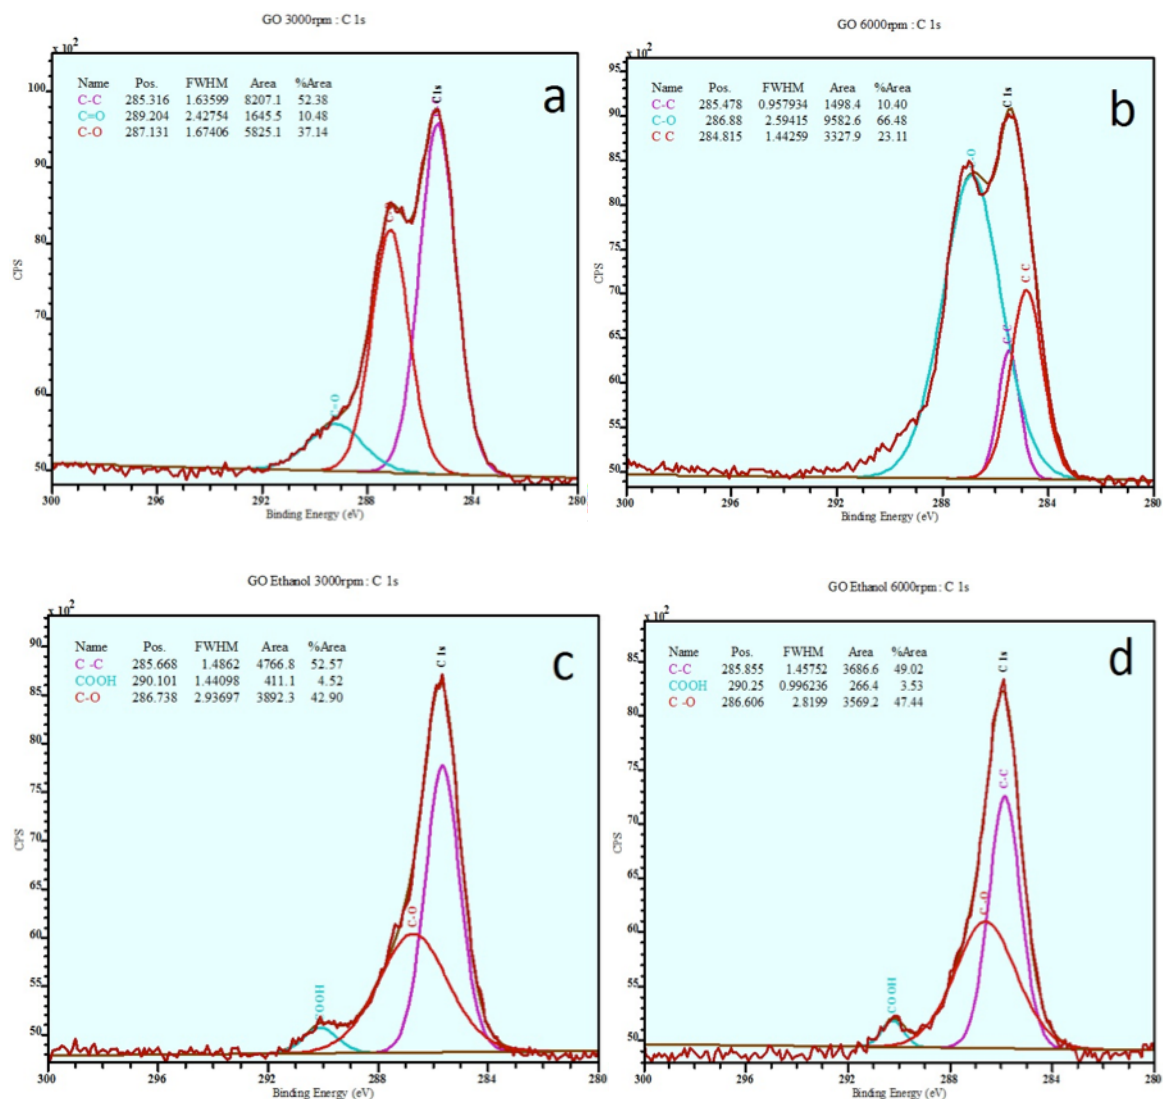 GO 3000rpm : C 1s
x 10²
Name Pos. FWHM Area %Area
C-C 285.316 1.63599 8207.1 52.38
C=O 289.204 2.42754 1645.5 10.48
C-O 287.131 1.67406 5825.1 37.14
a
C 1s
C=O
100
90
80
70
60
50
CPS
300 296 292 288 284 280
Binding Energy (eV)
GO 6000rpm : C 1s
x 10²
Name Pos. FWHM Area %Area
C-C 285.478 0.957934 1498.4 10.40
C-O 286.88 2.59415 9582.6 66.48
C C 284.815 1.44259 3327.9 23.11
b
C 1s
C C
C-C
95
90
85
80
75
70
65
60
55
50
CPS
300 296 292 288 284 280
Binding Energy (eV)
GO Ethanol 3000rpm : C 1s
x 10²
Name Pos. FWHM Area %Area
C -C 285.668 1.4862 4766.8 52.57
COOH 290.101 1.44098 411.1 4.52
C-O 286.738 2.93697 3892.3 42.90
c
C 1s
C-O
COOH
90
85
80
75
70
65
60
55
50
CPS
300 296 292 288 284 280
Binding Energy (eV)
GO Ethanol 6000rpm : C 1s
x 10²
Name Pos. FWHM Area %Area
C-C 285.855 1.45752 3686.6 49.02
COOH 290.25 0.996236 266.4 3.53
C -O 286.606 2.8199 3569.2 47.44
d
C 1s
C-C
C-O
COOH
85
80
75
70
65
60
55
50
CPS
300 296 292 288 284 280
Binding Energy (eV)